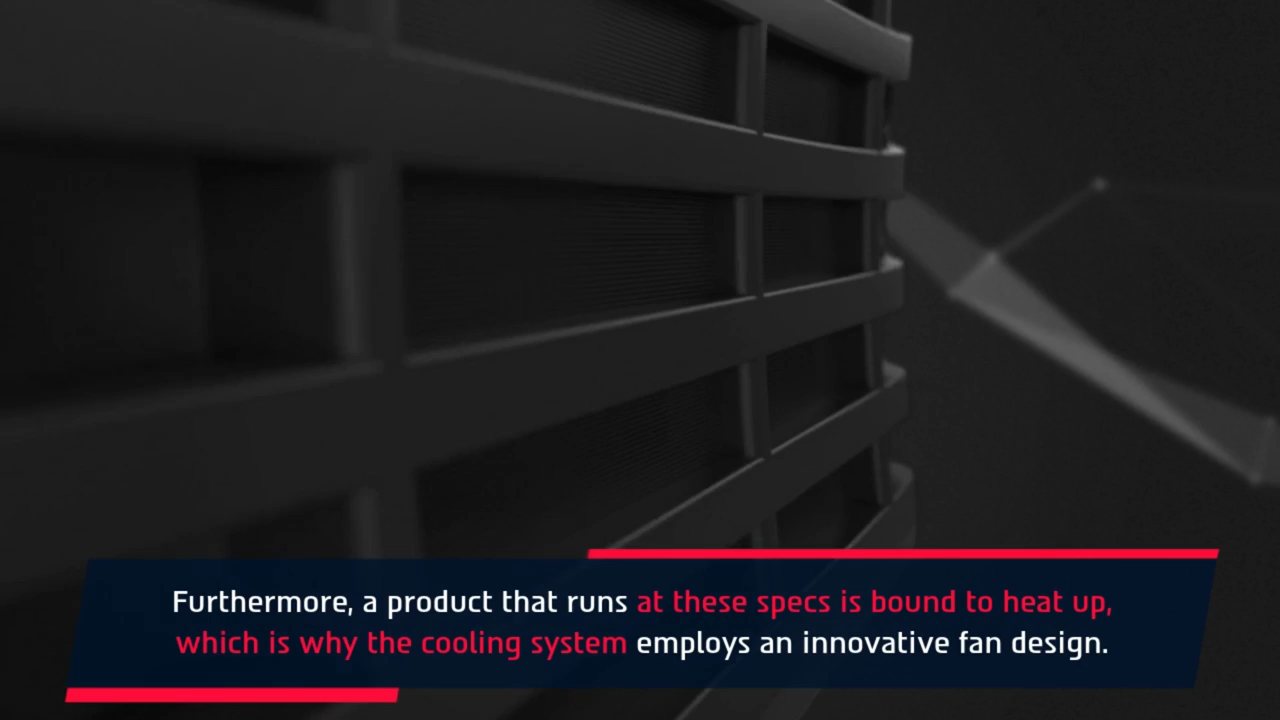 Furthermore, a product that runs at these specs is bound to heat up,
which is why the cooling system employs an innovative fan design.